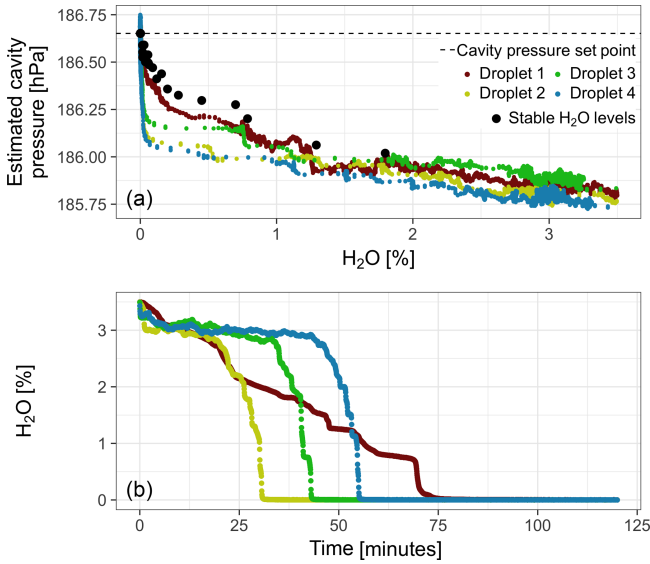 186.75
186.50
186.25
186.00
185.75
Estimated cavity
pressure [hPa]
Cavity pressure set point
Droplet 1
Droplet 3
Droplet 2
Droplet 4
Stable H₂O levels
(a)
0
1
2
3
H₂O [%]
3
2
1
0
H₂O [%]
(b)
0
25
50
75
100
125
Time [minutes]